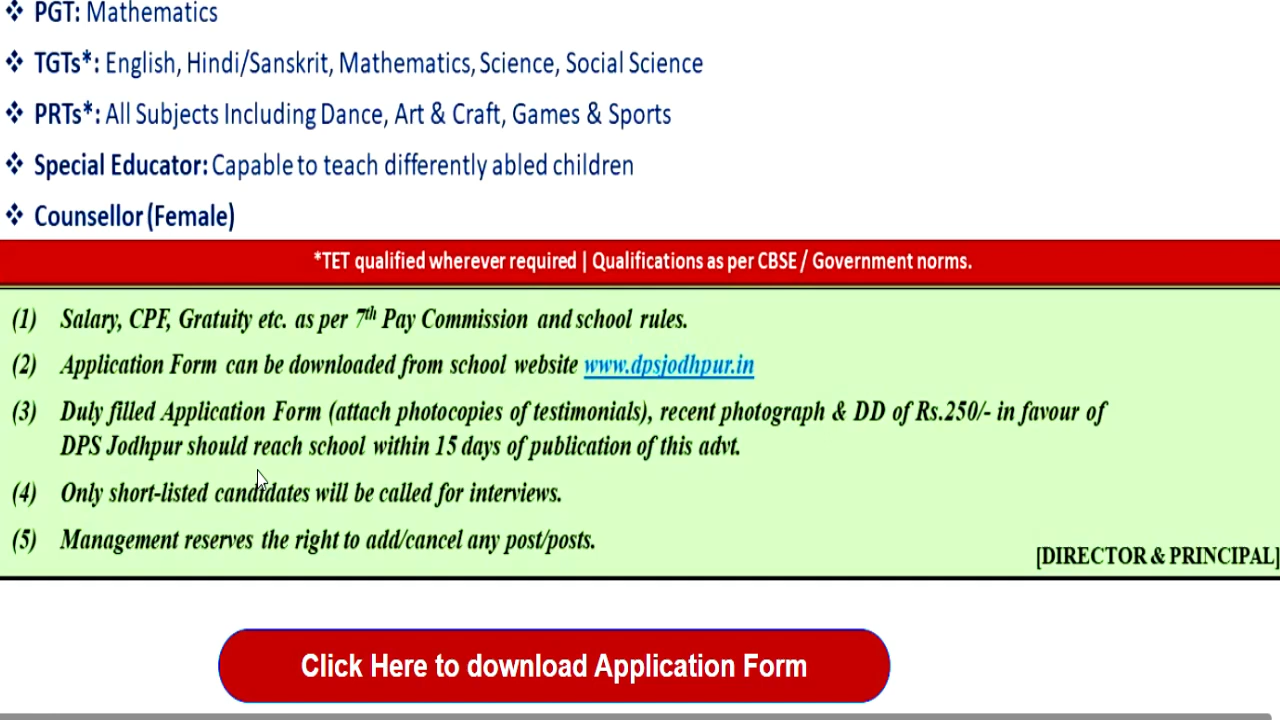 ❖ PGT: Mathematics
❖ TGTs*: English, Hindi/Sanskrit, Mathematics, Science, Social Science
❖ PRTs*: All Subjects Including Dance, Art & Craft, Games & Sports
❖ Special Educator: Capable to teach differently abled children
❖ Counsellor (Female)
*TET qualified wherever required | Qualifications as per CBSE / Government norms.
(1) Salary, CPF, Gratuity etc. as per 7th Pay Commission and school rules.
(2) Application Form can be downloaded from school website www.dpsjodhpur.in
(3) Duly filled Application Form (attach photocopies of testimonials), recent photograph & DD of Rs.250/- in favour of
DPS Jodhpur should reach school within 15 days of publication of this advt.
(4) Only short-listed candidates will be called for interviews.
(5) Management reserves the right to add/cancel any post/posts.
[DIRECTOR & PRINCIPAL]
Click Here to download Application Form